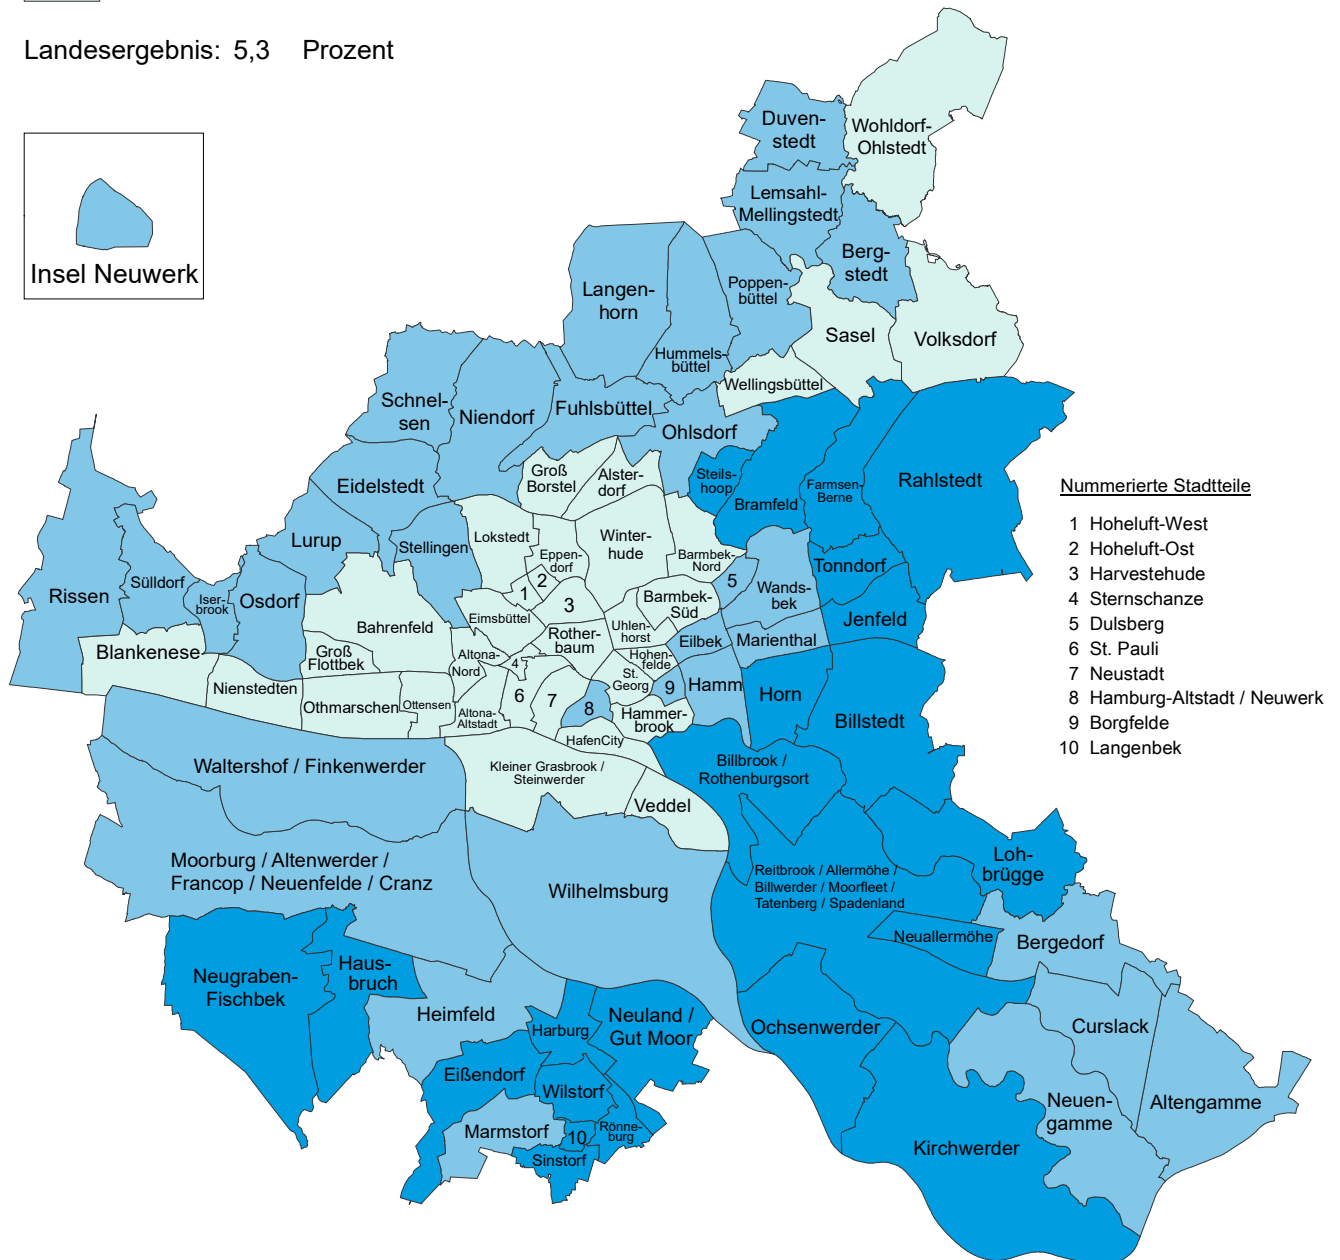 Landesergebnis: 5,3 Prozent
Insel Neuwerk
Duven-
stedt
Wohldorf-
Ohlstedt
Lemsahl-
Mellingstedt
Berg-
stedt
Langen-
horn
Poppen-
büttel
Hummels-
büttel
Sasel
Volksdorf
Wellingsbüttel
Schnel-
sen
Niendorf
Fuhlsbüttel
Ohlsdorf
Groß
Borstel
Alster-
dorf
Steils-
hoop
Bramfeld
Farmsen-
Berne
Rahlstedt
Eidelstedt
Lurup
Stellingen
Lokstedt
Eppen-
dorf
Winter-
hude
Barmbek-
Nord
Tonndorf
Rissen
Sülldorf
Iser-
brook
Osdorf
Bahrenfeld
1
2
3
5
Wands-
bek
Barmbek-
Süd
Jenfeld
Eimsbüttel
Rother-
baum
Uhlen-
horst
Eilbek
Marienthal
Blankenese
Groß
Flottbek
Altona-
Nord
4
Hohen-
felde
St.
Georg
9
Hamm
Horn
Billstedt
Nienstedten
Othmarschen
Ottensen
Altona-
Altstadt
6
7
8
Hammer-
brook
HafenCity
Waltershof / Finkenwerder
Kleiner Grasbrook /
Steinwerder
Billbrook /
Rothenburgsort
Veddel
Moorburg / Altenwerder /
Francop / Neuenfelde / Cranz
Wilhelmsburg
Reitbrook / Allermöhe /
Billwerder / Moorfleet /
Tatenberg / Spadenland
Loh-
brügge
Neuallermöhe
Bergedorf
Neugraben-
Fischbek
Haus-
bruch
Heimfeld
Harburg
Neuland /
Gut Moor
Ochsenwerder
Curslack
Eißendorf
Wilstorf
Neuen-
gamme
Altengamme
Marmstorf
10
Rönne-
burg
Sinstorf
Kirchwerder
Nummerierte Stadtteile
1 Hoheluft-West
2 Hoheluft-Ost
3 Harvestehude
4 Sternschanze
5 Dulsberg
6 St. Pauli
7 Neustadt
8 Hamburg-Altstadt / Neuwerk
9 Borgfelde
10 Langenbek